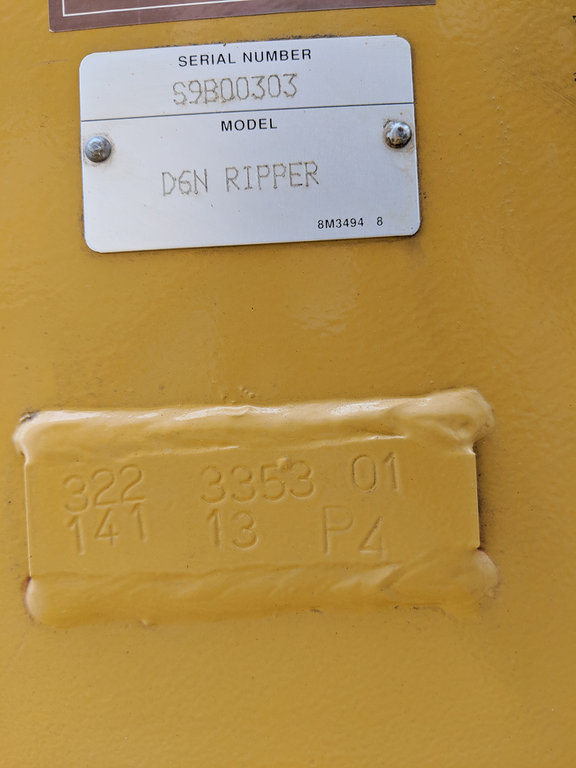 SERIAL NUMBER
S9B00303
MODEL
D6N RIPPER
8M3494 8
322 3353 01
141 13 P4